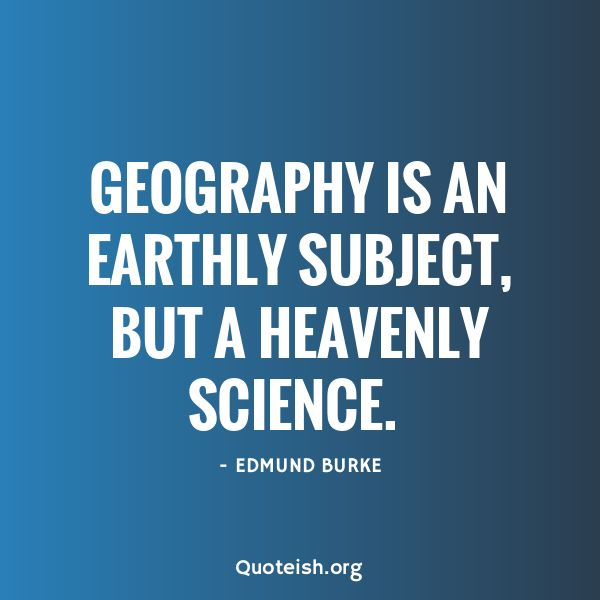 GEOGRAPHY IS AN
EARTHLY SUBJECT,
BUT A HEAVENLY
SCIENCE.
- EDMUND BURKE
Quoteish.org